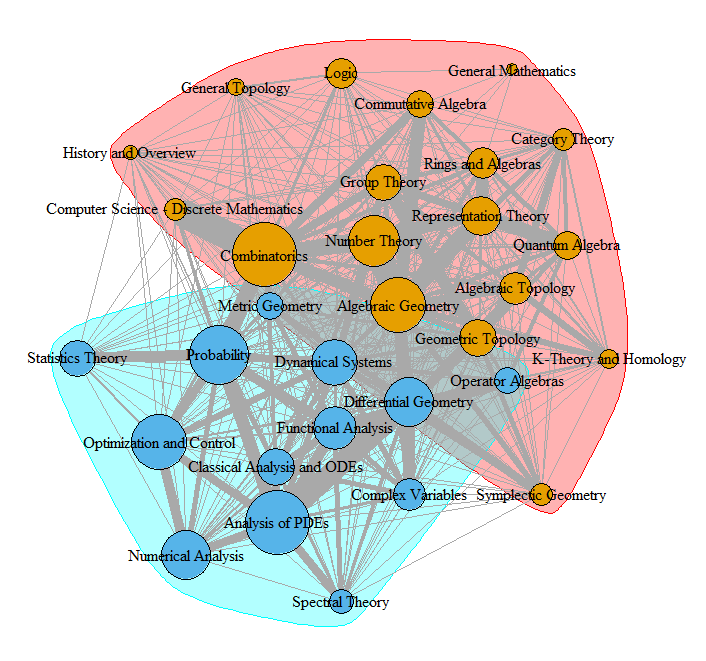 General Topology
Logic
General Mathematics
Commutative Algebra
History and Overview
Category Theory
Rings and Algebras
Group Theory
Computer Science - Discrete Mathematics
Representation Theory
Combinatorics
Number Theory
Quantum Algebra
Algebraic Topology
Metric Geometry
Algebraic Geometry
Geometric Topology
Statistics Theory
Probability
Dynamical Systems
K-Theory and Homology
Operator Algebras
Differential Geometry
Functional Analysis
Optimization and Control
Classical Analysis and ODEs
Complex Variables
Symplectic Geometry
Analysis of PDEs
Numerical Analysis
Spectral Theory